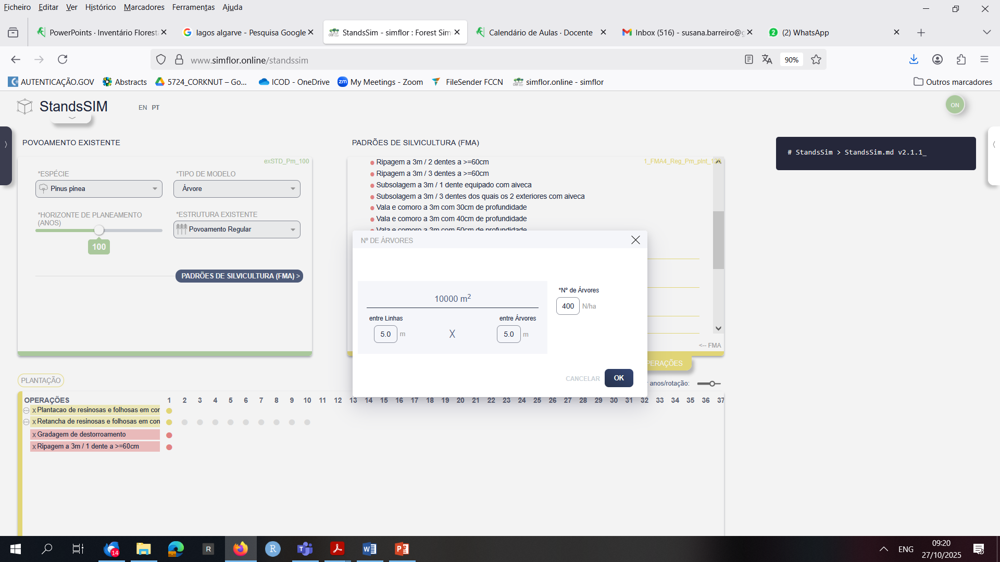 Ficheiro Editar Ver Histórico Marcadores Ferramentas Ajuda
PowerPoints · Inventário Floresta
lagos algarve - Pesquisa Google
StandsSim - simflor : Forest Sim
Calendário de Aulas · Docente
Inbox (516) - susana.barreiro@g
(2) WhatsApp
www.simflor.online/standssim
90%
AUTENTICAÇÃO.GOV
Abstracts
5724_CORKNUT – Go...
ICOD - OneDrive
zm My Meetings - Zoom
FileSender FCCN
simflor.online - simflor
Outros marcadores
StandsSIM
EN PT
ON
POVOAMENTO EXISTENTE
exSTD_Pm_100
*ESPÉCIE
Pinus pinea
*TIPO DE MODELO
Árvore
*HORIZONTE DE PLANEAMENTO (ANOS)
100
*ESTRUTURA EXISTENTE
Povoamento Regular
PADRÕES DE SILVICULTURA (FMA) >
PADRÕES DE SILVICULTURA (FMA)
Ripagem a 3m / 2 dentes a >=60cm
Ripagem a 3m / 3 dentes a >=60cm
Subsolagem a 3m / 1 dente equipado com aiveca
Subsolagem a 3m / 3 dentes dos quais os 2 exteriores com aiveca
Vala e comoro a 3m com 30cm de profundidade
Vala e comoro a 3m com 40cm de profundidade
Vala e comoro a 3m com 50cm de profundidade
<-- FMA
PERAÇÕES
anos/rotação:
# StandsSim > StandsSim.md v2.1.1_
Nº DE ÁRVORES
10000 m²
entre Linhas
5.0 m
X
entre Árvores
5.0 m
*Nº de Árvores
400 N/ha
CANCELAR OK
PLANTAÇÃO
OPERAÇÕES 1 2 3 4 5 6 7 8 9 10 11 12 13 14 15 16 17 18 19 20 21 22 23 24 25 26 27 28 29 30 31 32 33 34 35 36 37
x Plantacao de resinosas e folhosas em con
x Retancha de resinosas e folhosas em con
x Gradagem de destorroamento
x Ripagem a 3m / 1 dente a >=60cm
14
R
R
ENG
09:20
27/10/2025